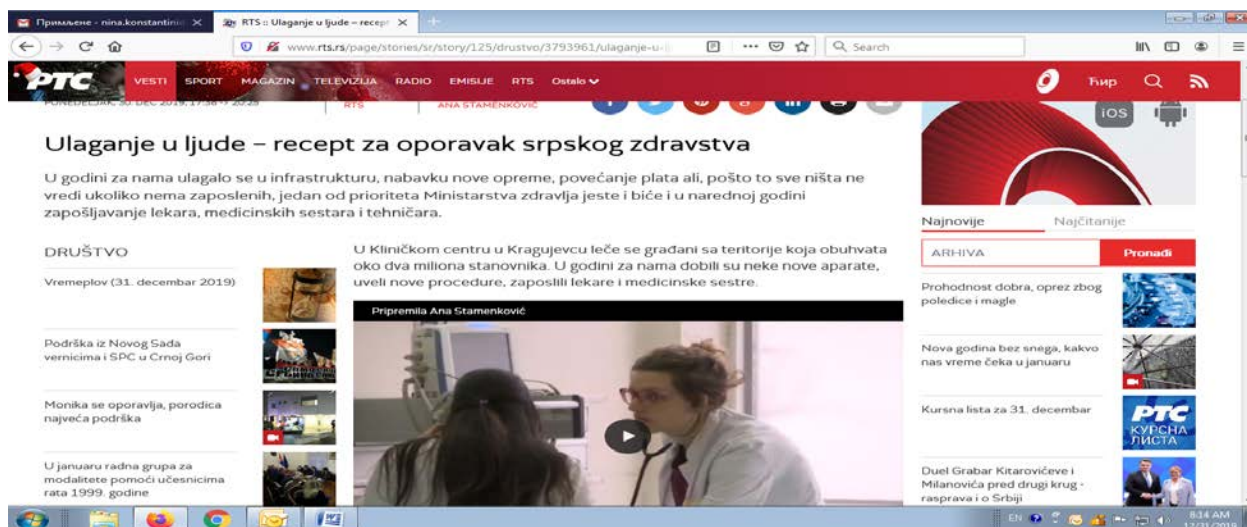 Примљене - nina.konstantini
RTS :: Ulaganje u ljude – recept
www.rts.rs/page/stories/sr/story/125/drustvo/3793961/ulaganje-u-lj
Search
РТС
VESTI SPORT MAGAZIN TELEVIZIJA RADIO EMISIJE RTS Ostalo
Ћир
PONEDELJAK, 30. DEC 2019, 17:38 -> 20:25
RTS
ANA STAMENKOVIĆ
iOS
Ulaganje u ljude – recept za oporavak srpskog zdravstva
U godini za nama ulagalo se u infrastrukturu, nabavku nove opreme, povećanje plata ali, pošto to sve ništa ne
vredi ukoliko nema zaposlenih, jedan od prioriteta Ministarstva zdravlja jeste i biće i u narednoj godini
zapošljavanje lekara, medicinskih sestara i tehničara.
DRUŠTVO
Vremeplov (31. decembar 2019)
Podrška iz Novog Sada
vernicima i SPC u Crnoj Gori
Monika se oporavlja, porodica
najveća podrška
U januaru radna grupa za
modalitete pomoći učesnicima
rata 1999. godine
U Kliničkom centru u Kragujevcu leče se građani sa teritorije koja obuhvata
oko dva miliona stanovnika. U godini za nama dobili su neke nove aparate,
uveli nove procedure, zaposlili lekare i medicinske sestre.
Pripremila Ana Stamenković
Najnovije
Najčitanije
ARHIVA
Pronađi
Prohodnost dobra, oprez zbog
poledice i magle
Nova godina bez snega, kakvo
nas vreme čeka u januaru
Kursna lista za 31. decembar
РТС
КУРСНА
ЛИСТА
Duel Grabar Kitarovićeve i
Milanovića pred drugi krug -
rasprava i o Srbiji
EN
8:14 AM
12/31/2019